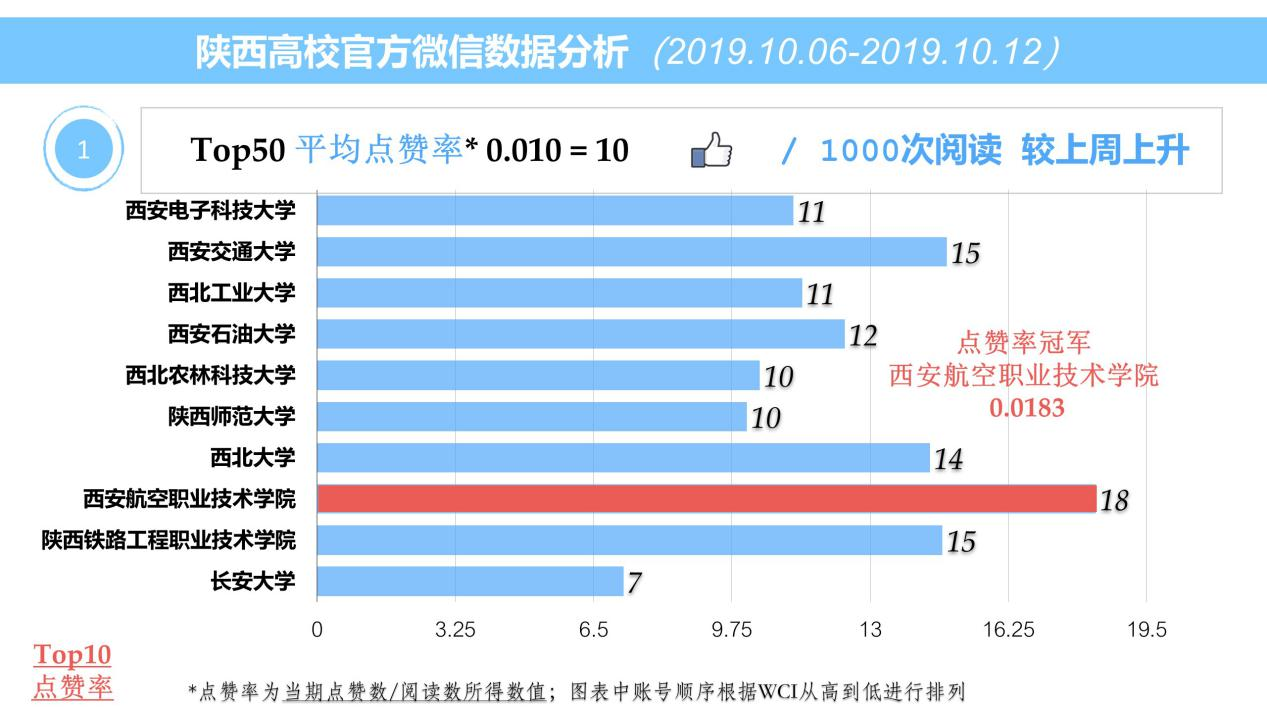 陕西高校官方微信数据分析（2019.10.06-2019.10.12）
1
Top50 平均点赞率* 0.010 = 10 / 1000次阅读 较上周上升
西安电子科技大学 11
西安交通大学 15
西北工业大学 11
西安石油大学 12
点赞率冠军
西北农林科技大学 10
西安航空职业技术学院
0.0183
陕西师范大学 10
西北大学 14
西安航空职业技术学院 18
陕西铁路工程职业技术学院 15
长安大学 7
0 3.25 6.5 9.75 13 16.25 19.5
Top10
点赞率
*点赞率为当期点赞数/阅读数所得数值；图表中账号顺序根据WCI从高到低进行排列